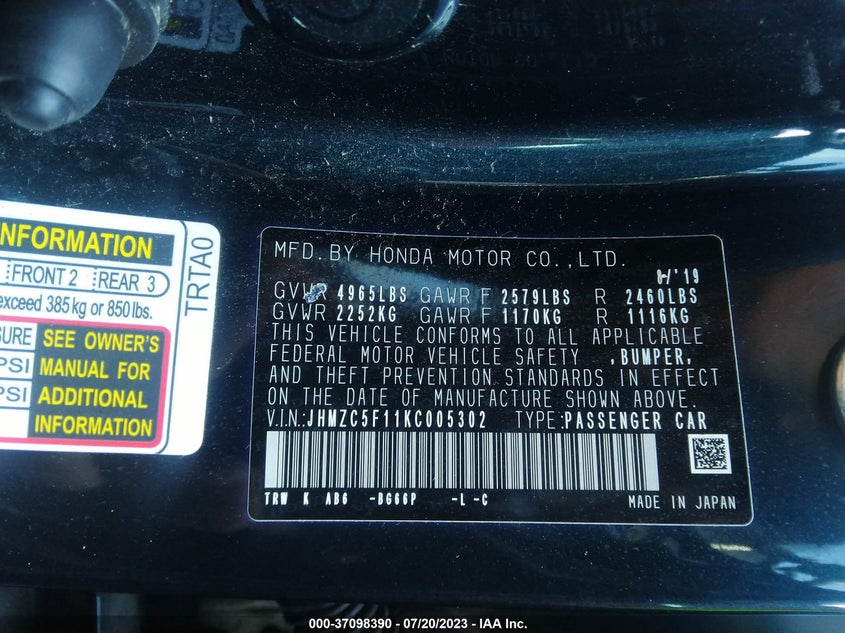 NFORMATION
FRONT 2 REAR 3
exceed 385 kg or 850 lbs.
SURE SEE OWNER'S
PSI MANUAL FOR
PSI ADDITIONAL
INFORMATION
TRTA0
MFD.BY HONDA MOTOR CO.,LTD.
'19
GVWR 4965LBS GAWR F 2579LBS R 2460LBS
GVWR 2252KG GAWR F 1170KG R 1116KG
THIS VEHICLE CONFORMS TO ALL APPLICABLE
FEDERAL MOTOR VEHICLE SAFETY ,BUMPER,
AND THEFT PREVENTION STANDARDS IN EFFECT
ON THE DATE OF MANUFACTURE SHOWN ABOVE.
V.IN.:JHMZC5F11KC005302 TYPE:PASSENGER CAR
TRW K AB6 -BG66P -L -C
MADE IN JAPAN
000-37098390 - 07/20/2023 - IAA Inc.